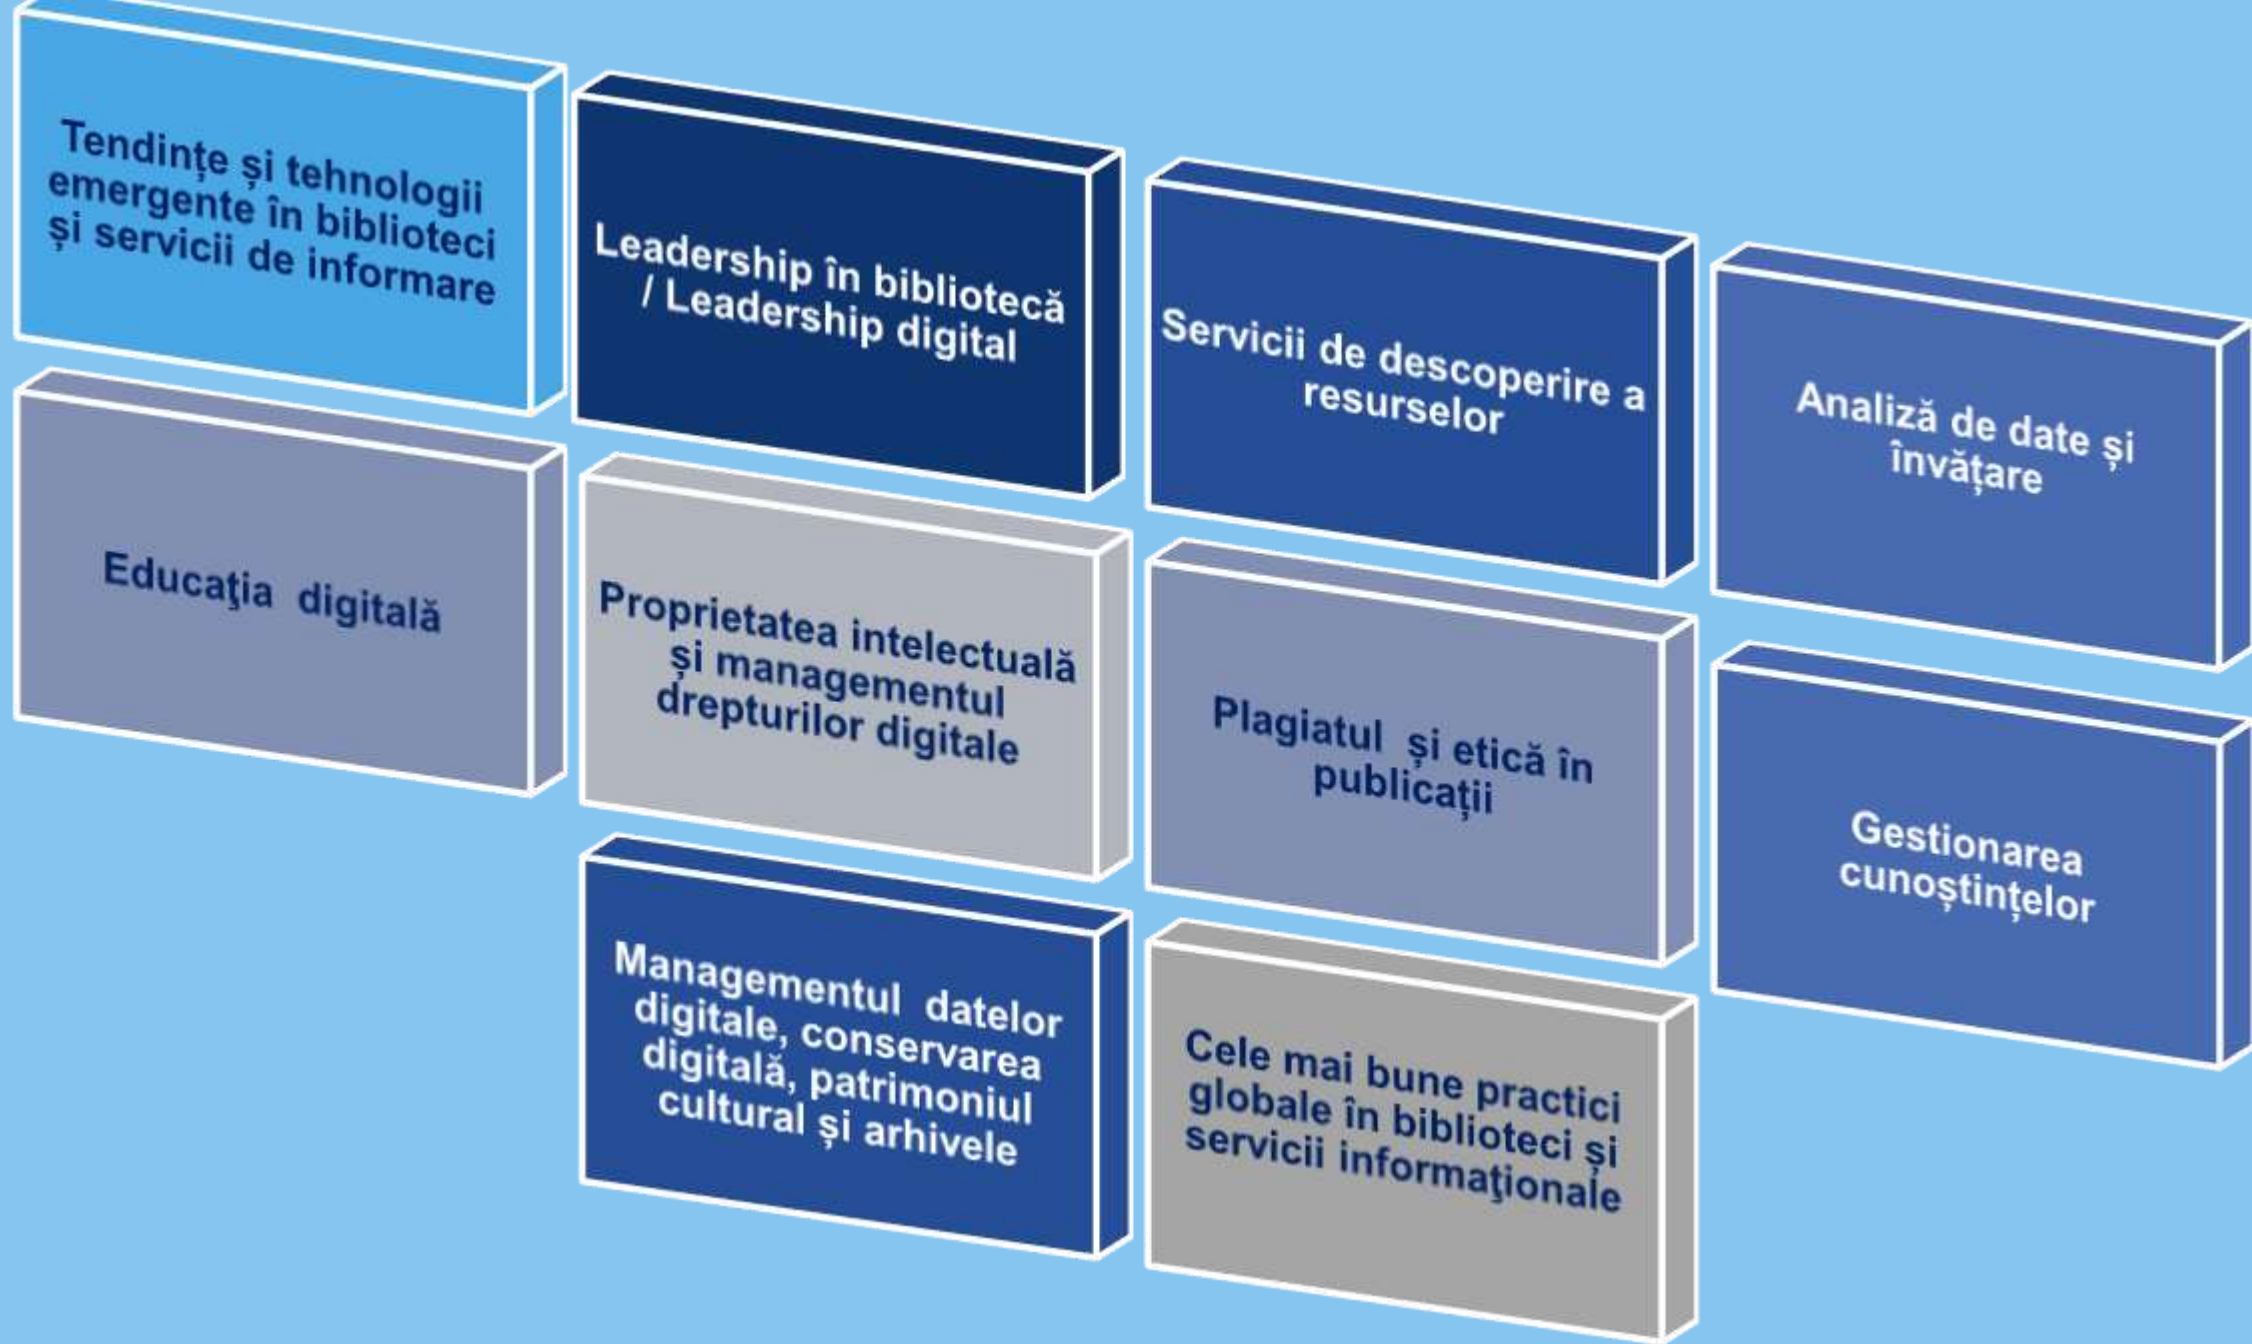 Tendințe și tehnologii
emergente în biblioteci
și servicii de informare
Leadership în bibliotecă
/ Leadership digital
Servicii de descoperire a
resurselor
Analiză de date și
învățare
Educaţia  digitală
Proprietatea intelectuală
și managementul
drepturilor digitale
Plagiatul  și etică în
publicații
Gestionarea
cunoștințelor
Managementul  datelor
digitale, conservarea
digitală, patrimoniul
cultural și arhivele
Cele mai bune practici
globale în biblioteci și
servicii informaţionale